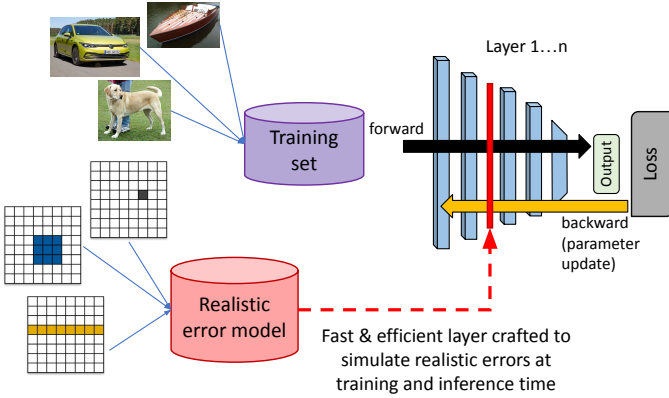 Layer 1…n
Training
set
forward
Output
Loss
backward
(parameter
update)
Realistic
error model
Fast & efficient layer crafted to
simulate realistic errors at
training and inference time